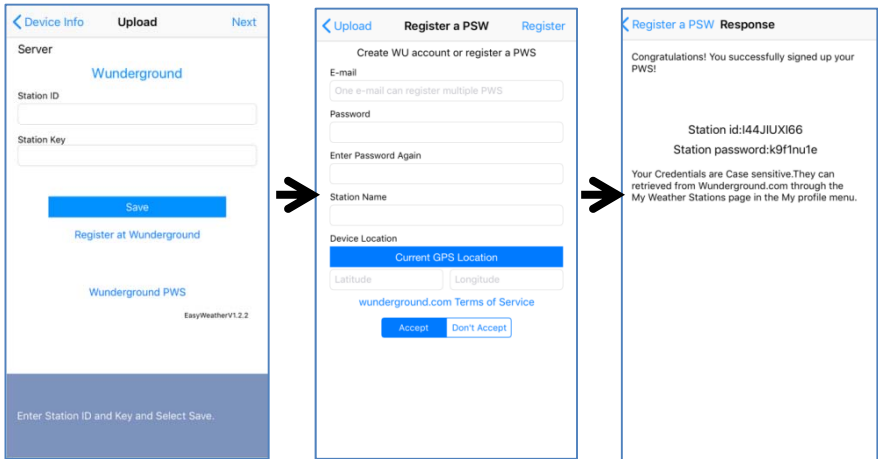 Device Info Upload Next
Server
Wunderground
Station ID
Station Key
Save
Register at Wunderground
Wunderground PWS
EasyWeatherV1.2.2
Enter Station ID and Key and Select Save.
Upload Register a PSW Register
Create WU account or register a PWS
E-mail
One e-mail can register multiple PWS
Password
Enter Password Again
Station Name
Device Location
Current GPS Location
Latitude Longitude
wunderground.com Terms of Service
Accept Don't Accept
Register a PSW Response
Congratulations! You successfully signed up your
PWS!
Station id:I44JIUXI66
Station password:k9f1nu1e
Your Credentials are Case sensitive.They can
retrieved from Wunderground.com through the
My Weather Stations page in the My profile menu.